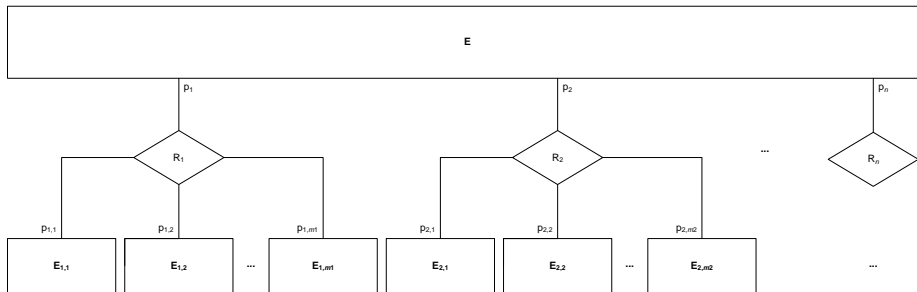 E
p₁ p₂ pₙ
R₁ R₂ ... Rₙ
p₁,₁ p₁,₂ p₁,ₘ₁ p₂,₁ p₂,₂ p₂,ₘ₂
E₁,₁ E₁,₂ ... E₁,ₘ₁ E₂,₁ E₂,₂ ... E₂,ₘ₂ ...